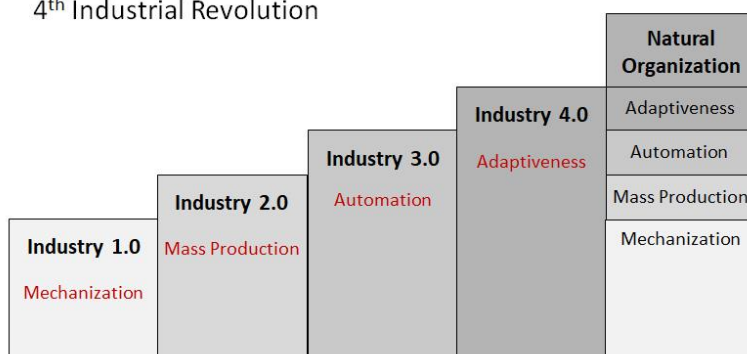 4th Industrial Revolution
Industry 1.0
Mechanization
Industry 2.0
Mass Production
Industry 3.0
Automation
Industry 4.0
Adaptiveness
Natural
Organization
Adaptiveness
Automation
Mass Production
Mechanization